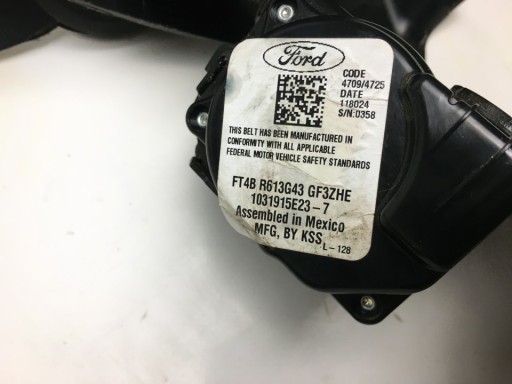 Ford
CODE
4709/4725
DATE
118024
S/N:0358
THIS BELT HAS BEEN MANUFACTURED IN
CONFORMITY WITH ALL APPLICABLE
FEDERAL MOTOR VEHICLE SAFETY STANDARDS
FT4B R613G43 GF3ZHE
1031915E23-7
Assembled in Mexico
MFG, BY KSS
L-128